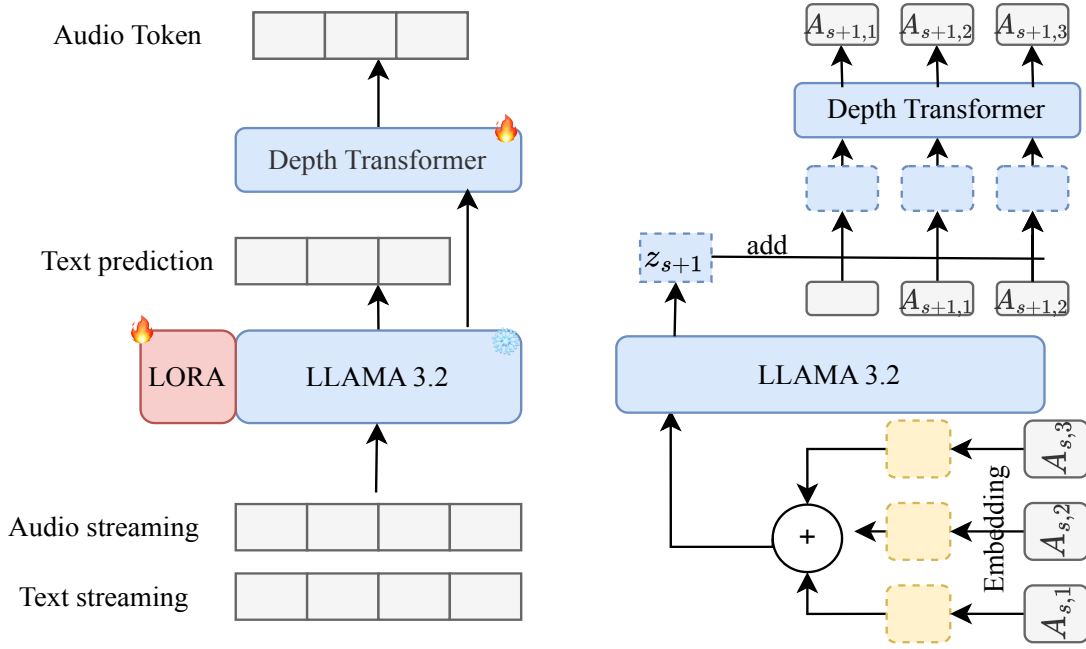 Audio Token
Depth Transformer
Text prediction
LORA
LLAMA 3.2
Audio streaming
Text streaming
A_{s+1,1} A_{s+1,2} A_{s+1,3}
Depth Transformer
z_{s+1}
add
A_{s+1,1} A_{s+1,2}
LLAMA 3.2
A_{s,3}
+
Embedding
A_{s,2}
A_{s,1}